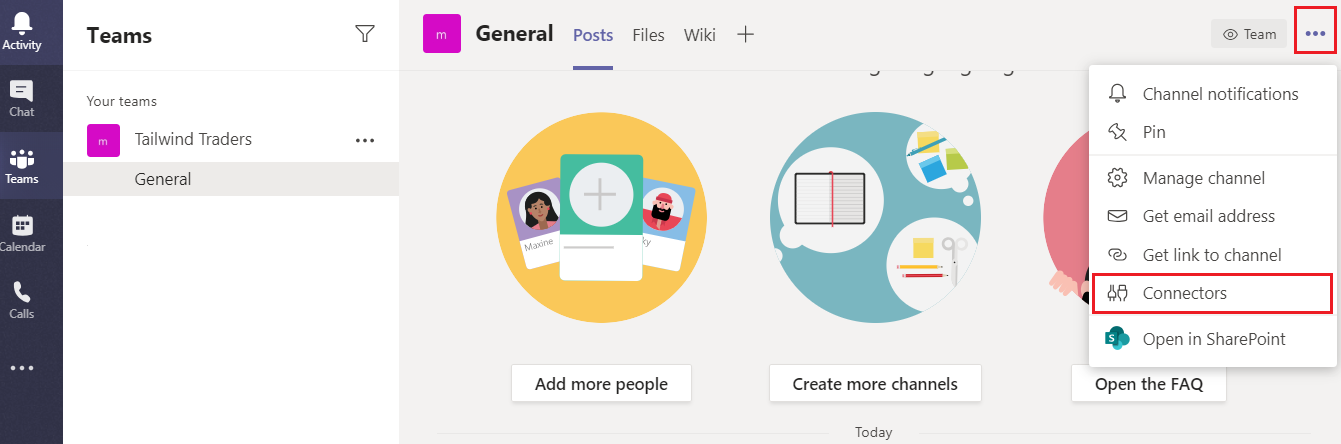 Activity
Chat
Teams
Calendar
Calls
Teams
Your teams
m
Tailwind Traders
General
m
General
Posts
Files
Wiki
Team
Maxine
ky
Add more people
Create more channels
Open the FAQ
Today
Channel notifications
Pin
Manage channel
Get email address
Get link to channel
Connectors
S
Open in SharePoint